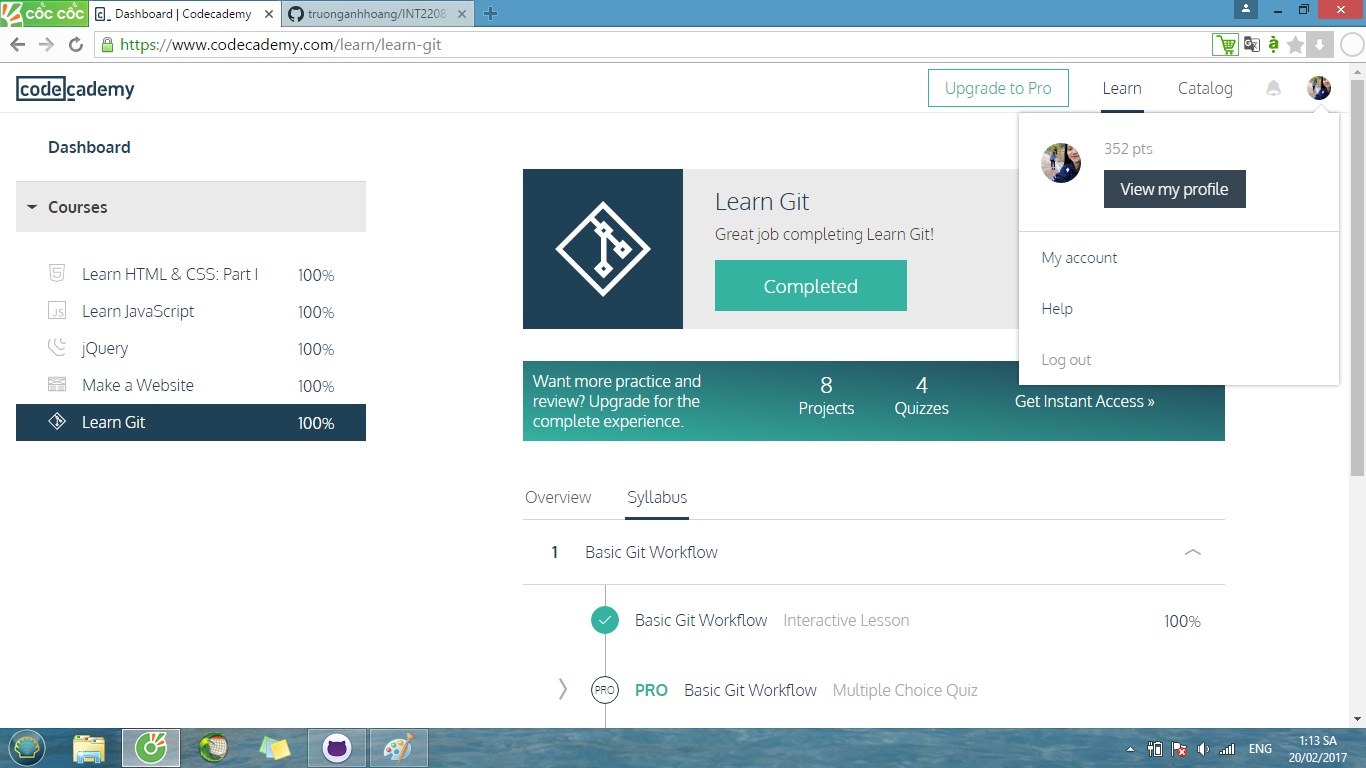 CỐC CỐC
Dashboard | Codecademy
truonganhhoang/INT2208
https://www.codecademy.com/learn/learn-git
codecademy
Upgrade to Pro
Learn
Catalog
Dashboard
352 pts
View my profile
Courses
Learn Git
Great job completing Learn Git!
Completed
My account
Help
Log out
Learn HTML & CSS: Part I 100%
JS Learn JavaScript 100%
jQuery 100%
Make a Website 100%
Learn Git 100%
Want more practice and
review? Upgrade for the
complete experience.
8
Projects
4
Quizzes
Get Instant Access »
Overview
Syllabus
1 Basic Git Workflow
Basic Git Workflow Interactive Lesson 100%
PRO PRO Basic Git Workflow Multiple Choice Quiz
ENG
1:13 SA
20/02/2017